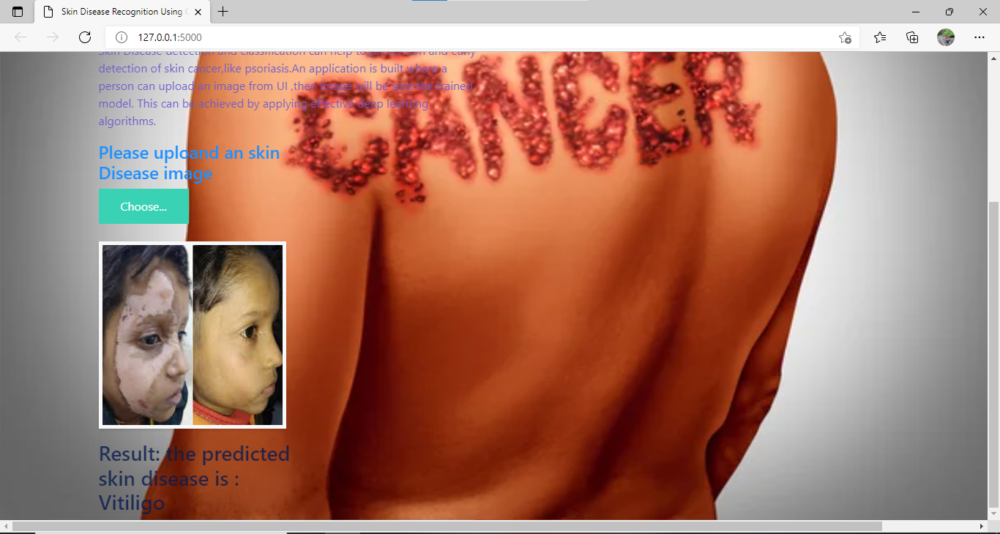 Skin Disease Recognition Using
127.0.0.1:5000
Skin Disease detection and classification can help to prevention and early
detection of skin cancer,like psoriasis.An application is built where a
person can upload an image from UI ,then image will be sent the trained
model. This can be achieved by applying effective deep learning
algorithms.
CANCER
Please uploand an skin
Disease image
Choose...
Result: the predicted
skin disease is :
Vitiligo